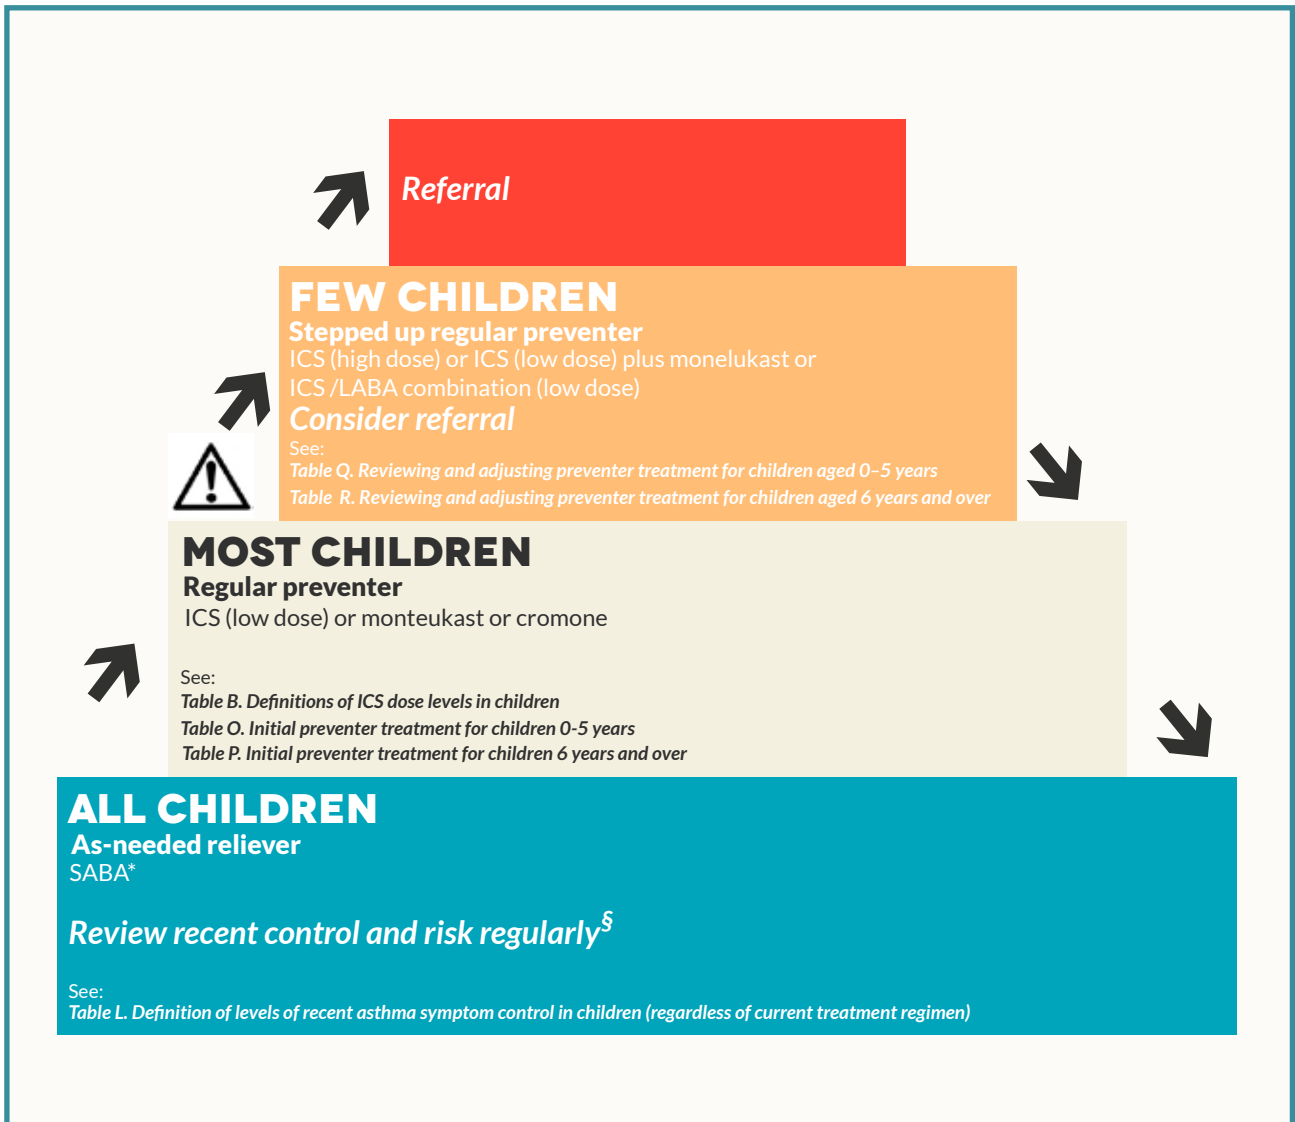 Referral
FEW CHILDREN
Stepped up regular preventer
ICS (high dose) or ICS (low dose) plus monelukast or
ICS /LABA combination (low dose)
Consider referral
See:
Table Q. Reviewing and adjusting preventer treatment for children aged 0–5 years
Table R. Reviewing and adjusting preventer treatment for children aged 6 years and over
MOST CHILDREN
Regular preventer
ICS (low dose) or monteukast or cromone
See:
Table B. Definitions of ICS dose levels in children
Table O. Initial preventer treatment for children 0-5 years
Table P. Initial preventer treatment for children 6 years and over
ALL CHILDREN
As-needed reliever
SABA*
Review recent control and risk regularly§
See:
Table L. Definition of levels of recent asthma symptom control in children (regardless of current treatment regimen)